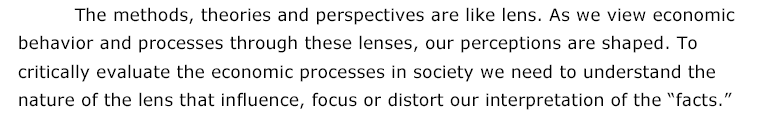 The methods, theories and perspectives are like lens. As we view economic
behavior and processes through these lenses, our perceptions are shaped. To
critically evaluate the economic processes in society we need to understand the
nature of the lens that influence, focus or distort our interpretation of the “facts.”